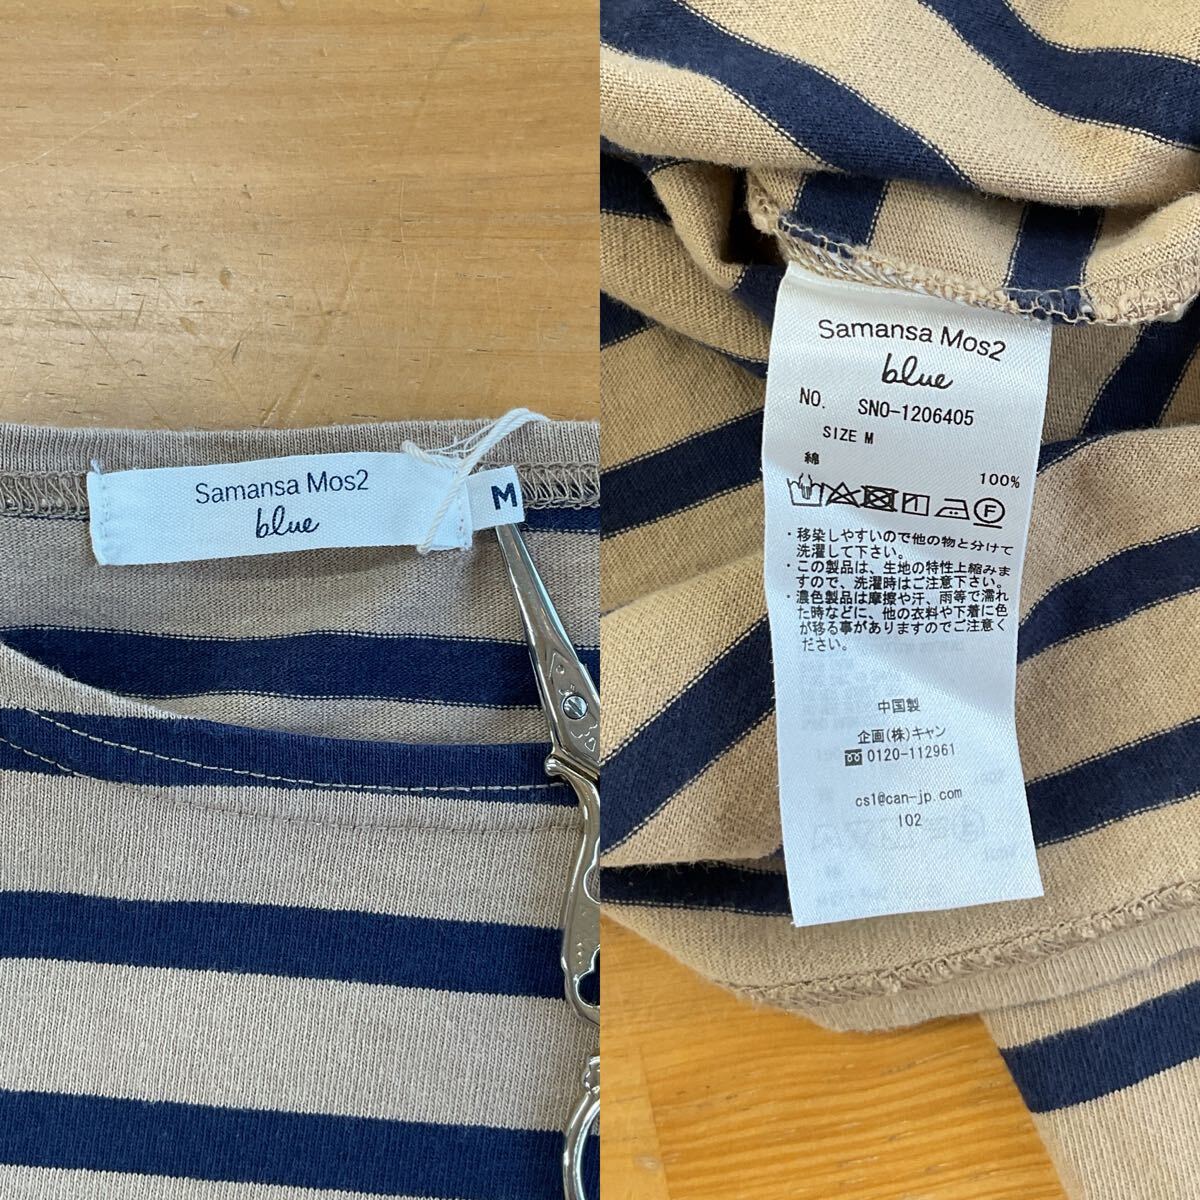 Samansa Mos2
blue
M
Samansa Mos2
blue
NO. SNO-1206405
SIZE M
綿
100%
F
・移染しやすいので他の物と分けて
洗濯して下さい。
・この製品は、生地の特性上縮みま
すので、洗濯時はご注意下さい。
・濃色製品は摩擦や汗、雨等で濡れ
た時などに、他の衣料や下着に色
が移る事がありますのでご注意く
ださい。
中国製
企画(株)キャン
0120-112961
cs1@can-jp.com
102